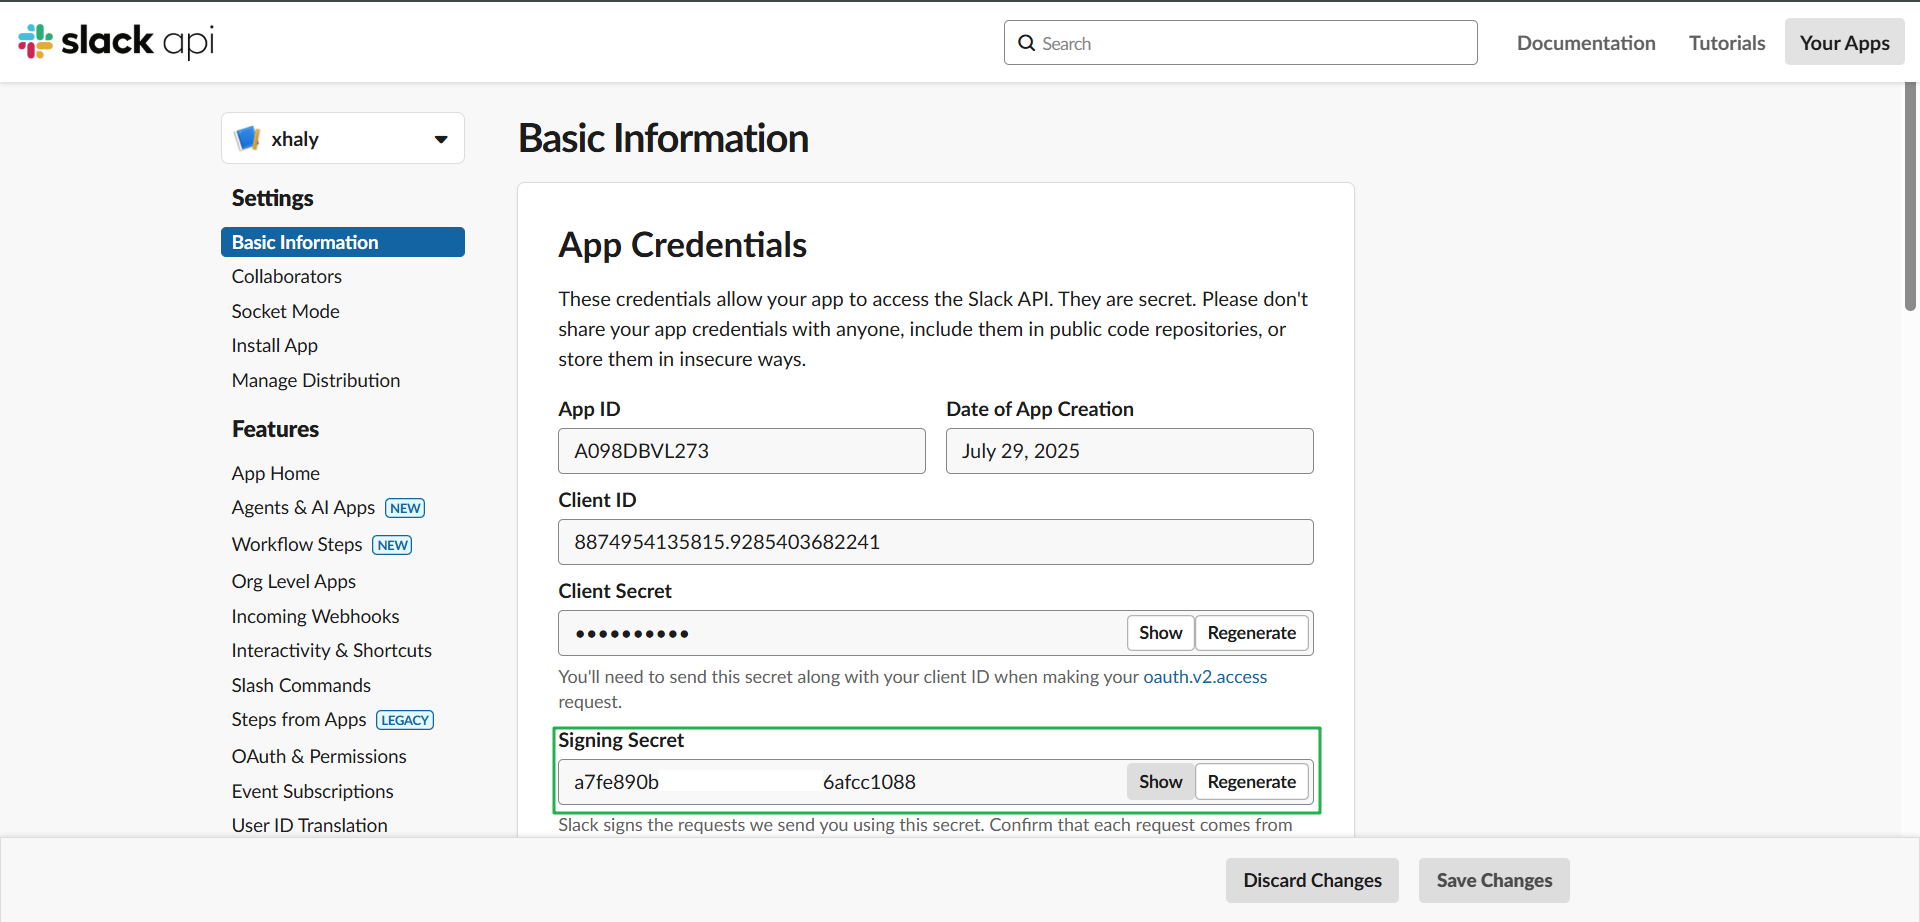 slack api
Search
Documentation
Tutorials
Your Apps
xhaly
Settings
Basic Information
Collaborators
Socket Mode
Install App
Manage Distribution
Features
App Home
Agents & AI Apps NEW
Workflow Steps NEW
Org Level Apps
Incoming Webhooks
Interactivity & Shortcuts
Slash Commands
Steps from Apps LEGACY
OAuth & Permissions
Event Subscriptions
User ID Translation
Basic Information
App Credentials
These credentials allow your app to access the Slack API. They are secret. Please don't
share your app credentials with anyone, include them in public code repositories, or
store them in insecure ways.
App ID
A098DBVL273
Date of App Creation
July 29, 2025
Client ID
8874954135815.9285403682241
Client Secret
••••••••••
Show
Regenerate
You'll need to send this secret along with your client ID when making your oauth.v2.access
request.
Signing Secret
a7fe890b 6afcc1088
Show
Regenerate
Slack signs the requests we send you using this secret. Confirm that each request comes from
Discard Changes
Save Changes